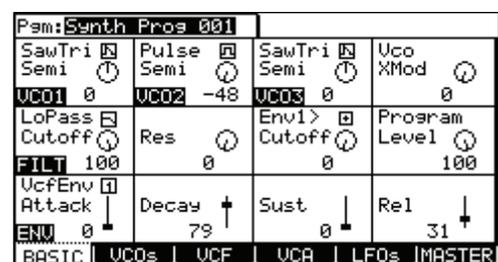 Pgm: Synth Prog 001
SawTri Pulse SawTri Vco
Semi Semi Semi XMod
VCO1 0 VCO2 -48 VCO3 0 0
LoPass Env1> Program
Cutoff Res Cutoff Level
FILT 100 0 0 100
VcfEnv 1
Attack Decay Sust Rel
ENV 0 79 0 31
BASIC VCOs VCF VCA LFOs MASTER